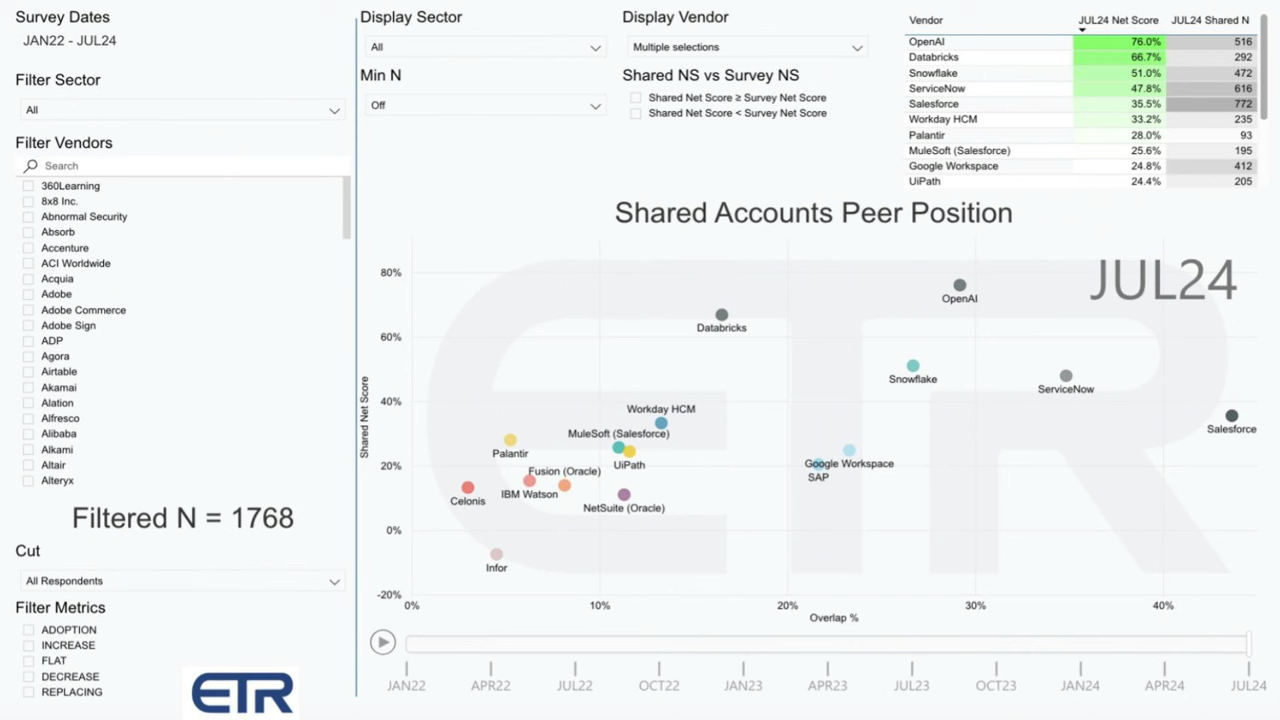 Survey Dates
JAN22 - JUL24
Filter Sector
All
Filter Vendors
Search
360Learning
8x8 Inc.
Abnormal Security
Absorb
Accenture
ACI Worldwide
Acquia
Adobe
Adobe Commerce
Adobe Sign
ADP
Agora
Airtable
Akamai
Alation
Alfresco
Alibaba
Alkami
Altair
Alteryx
Filtered N = 1768
Cut
All Respondents
Filter Metrics
ADOPTION
INCREASE
FLAT
DECREASE
REPLACING
ETR
Display Sector
All
Min N
Off
Display Vendor
Multiple selections
Shared NS vs Survey NS
Shared Net Score ≥ Survey Net Score
Shared Net Score < Survey Net Score
Vendor JUL24 Net Score JUL24 Shared N
OpenAI 76.0% 516
Databricks 66.7% 292
Snowflake 51.0% 472
ServiceNow 47.8% 616
Salesforce 35.5% 772
Workday HCM 33.2% 235
Palantir 28.0% 93
MuleSoft (Salesforce) 25.6% 195
Google Workspace 24.8% 412
UiPath 24.4% 205
Shared Accounts Peer Position
ETR
JUL24
Shared Net Score
80%
60%
40%
20%
0%
-20%
OpenAI
Databricks
Snowflake
ServiceNow
Workday HCM
Salesforce
MuleSoft (Salesforce)
Palantir
UiPath
Google Workspace
Fusion (Oracle)
SAP
IBM Watson
Celonis
NetSuite (Oracle)
Infor
0% 10% 20% 30% 40%
Overlap %
JAN22 APR22 JUL22 OCT22 JAN23 APR23 JUL23 OCT23 JAN24 APR24 JUL24